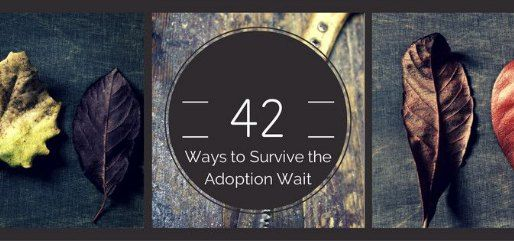 42
Ways to Survive the
Adoption Wait